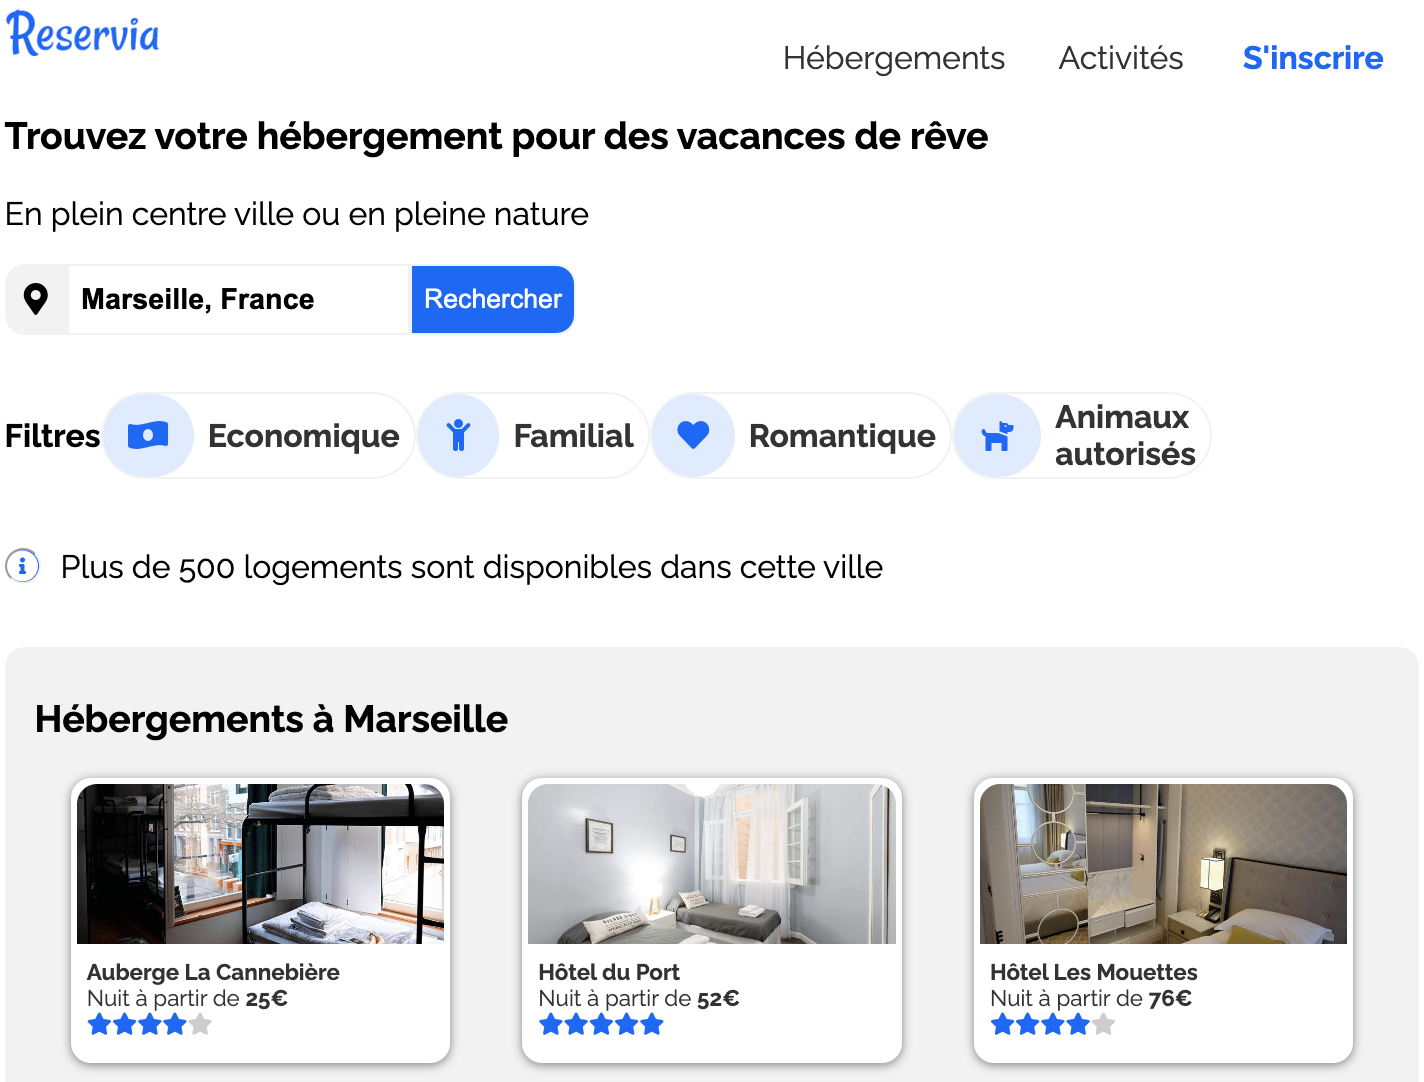 Reservia
Hébergements Activités S'inscrire
Trouvez votre hébergement pour des vacances de rêve
En plein centre ville ou en pleine nature
Marseille, France Rechercher
Filtres Economique Familial Romantique Animaux
autorisés
Plus de 500 logements sont disponibles dans cette ville
Hébergements à Marseille
Auberge La Cannebière
Nuit à partir de 25€
Hôtel du Port
Nuit à partir de 52€
Hôtel Les Mouettes
Nuit à partir de 76€